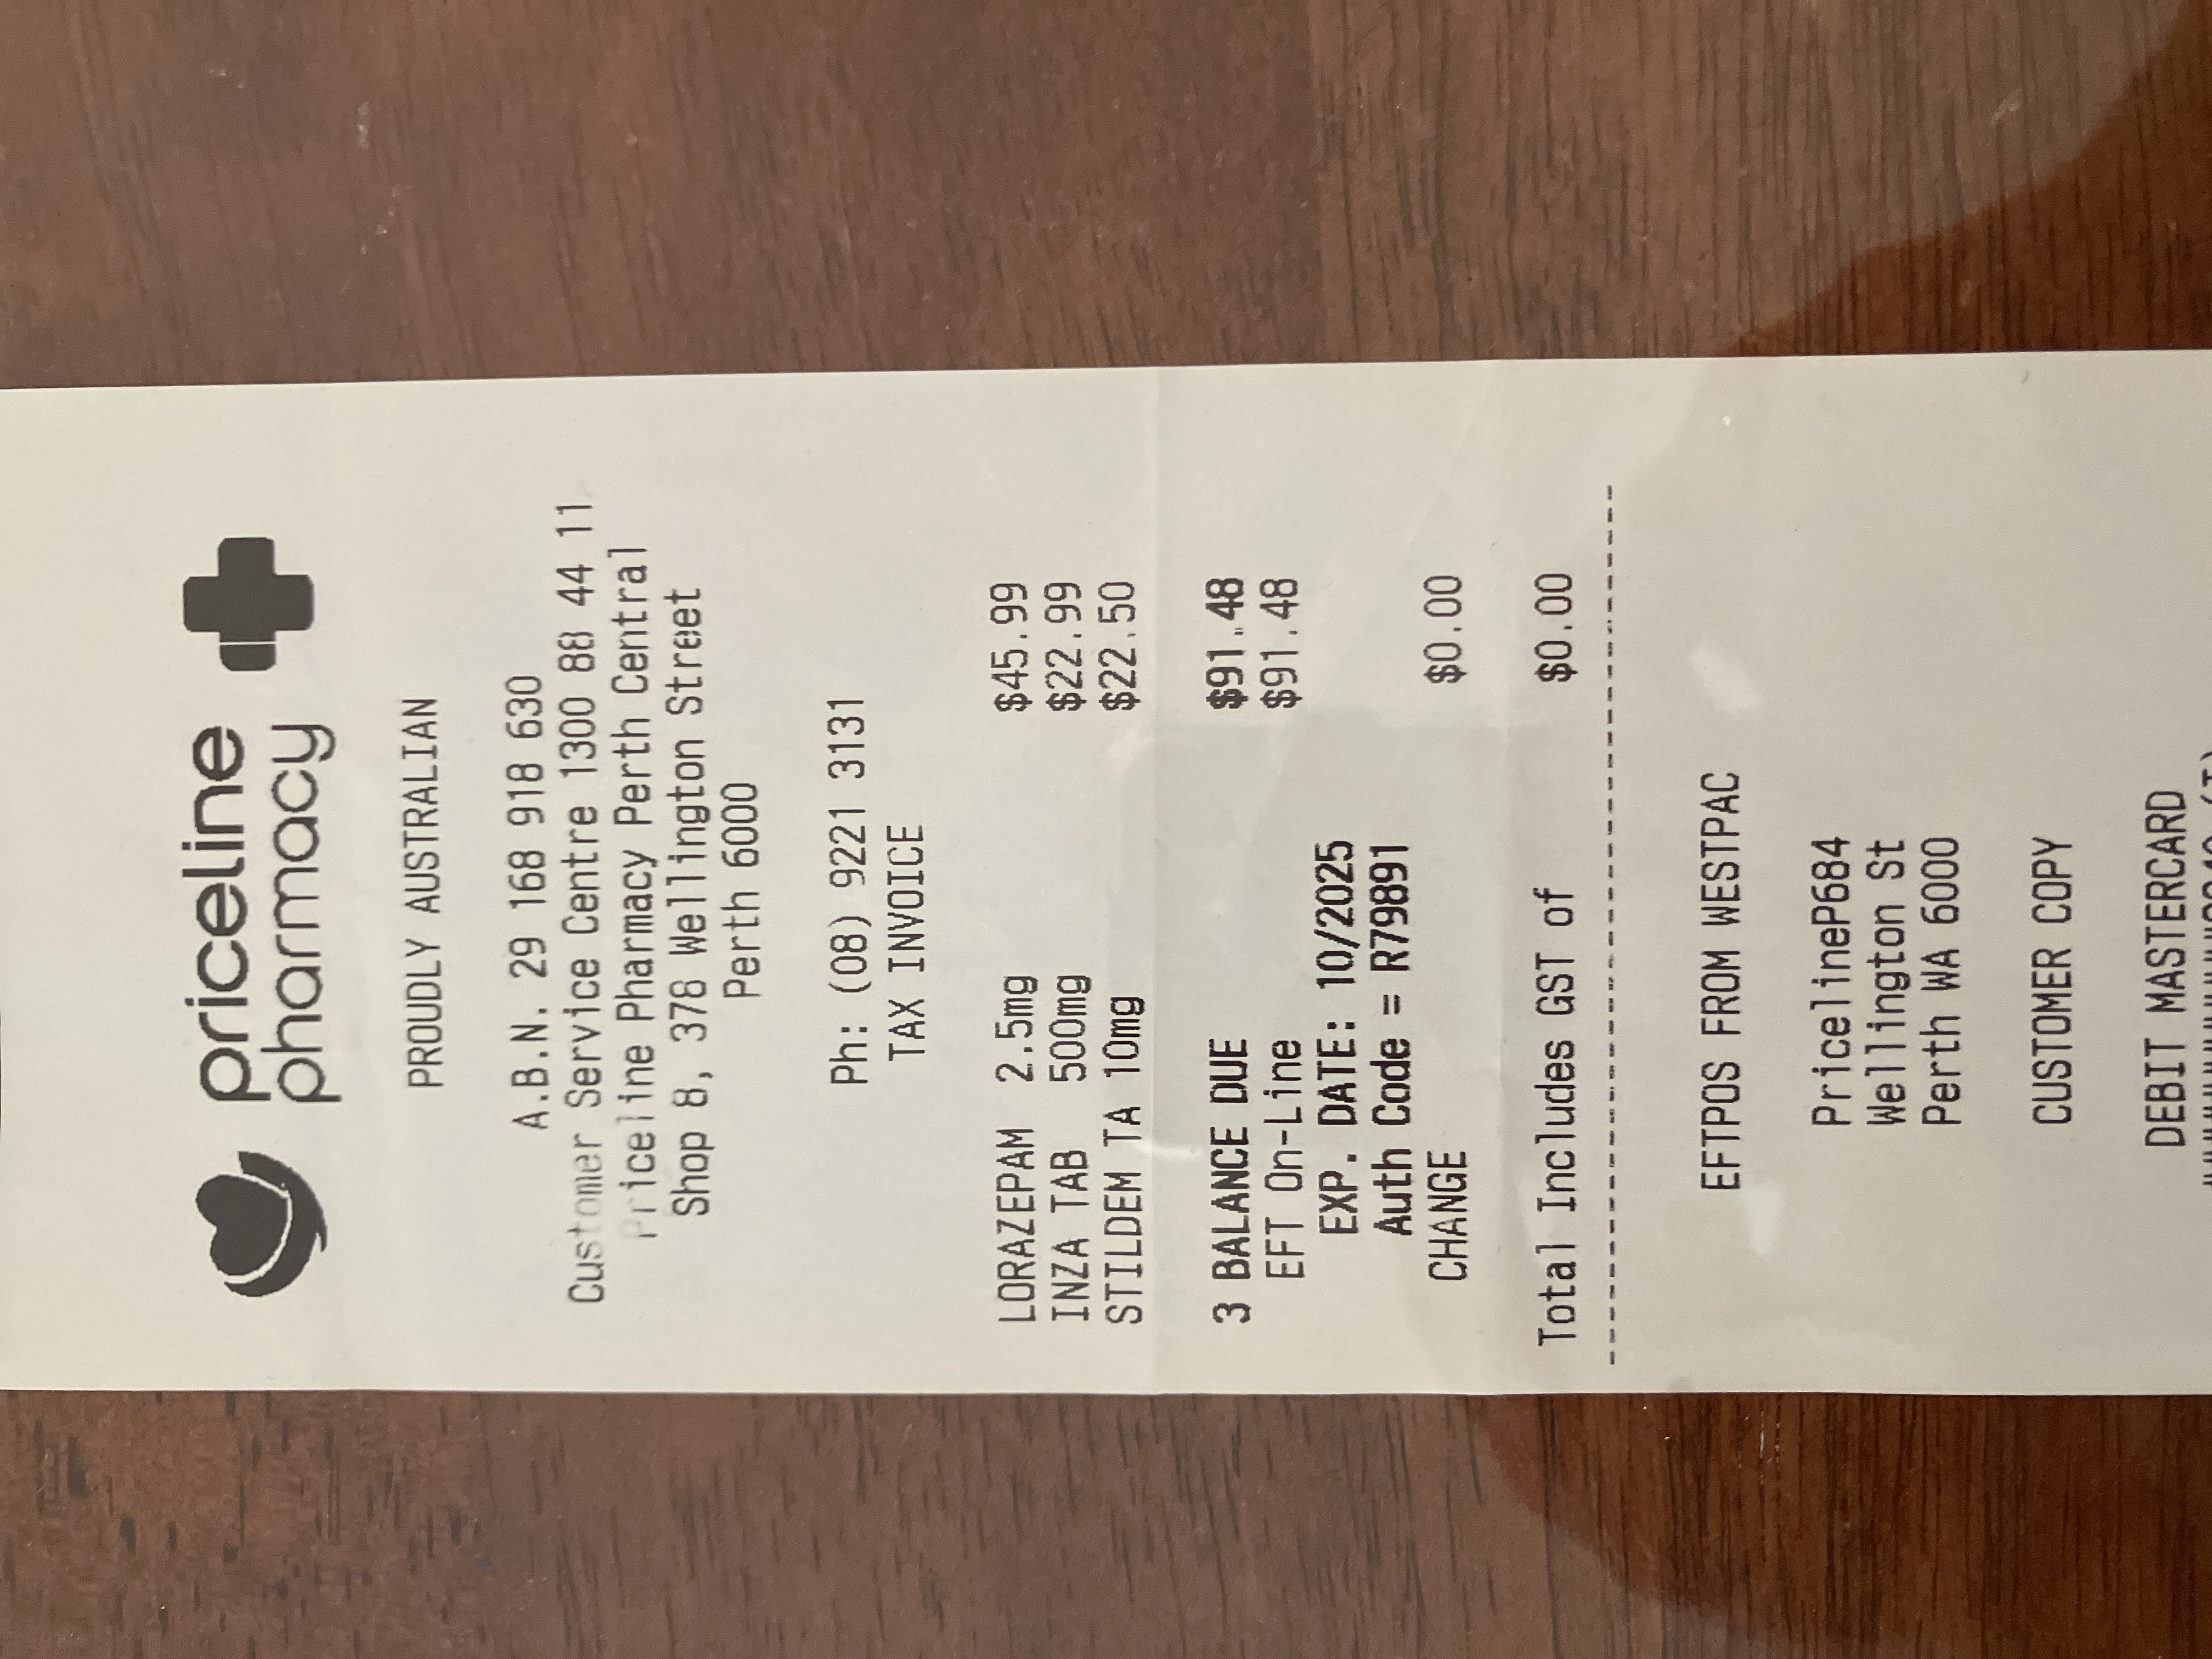 priceline
pharmacy
PROUDLY AUSTRALIAN
A.B.N. 29 168 918 630
Customer Service Centre 1300 88 44 11
Priceline Pharmacy Perth Central
Shop 8, 378 Wellington Street
Perth 6000
Ph: (08) 9221 3131
TAX INVOICE
LORAZEPAM 2.5mg $45.99
INZA TAB 500mg $22.99
STILDEM TA 10mg $22.50
3 BALANCE DUE $91.48
EFT On-Line $91.48
EXP. DATE: 10/2025
Auth Code = R79891
CHANGE $0.00
Total Includes GST of $0.00
EFTPOS FROM WESTPAC
PricelineP684
Wellington St
Perth WA 6000
CUSTOMER COPY
DEBIT MASTERCARD